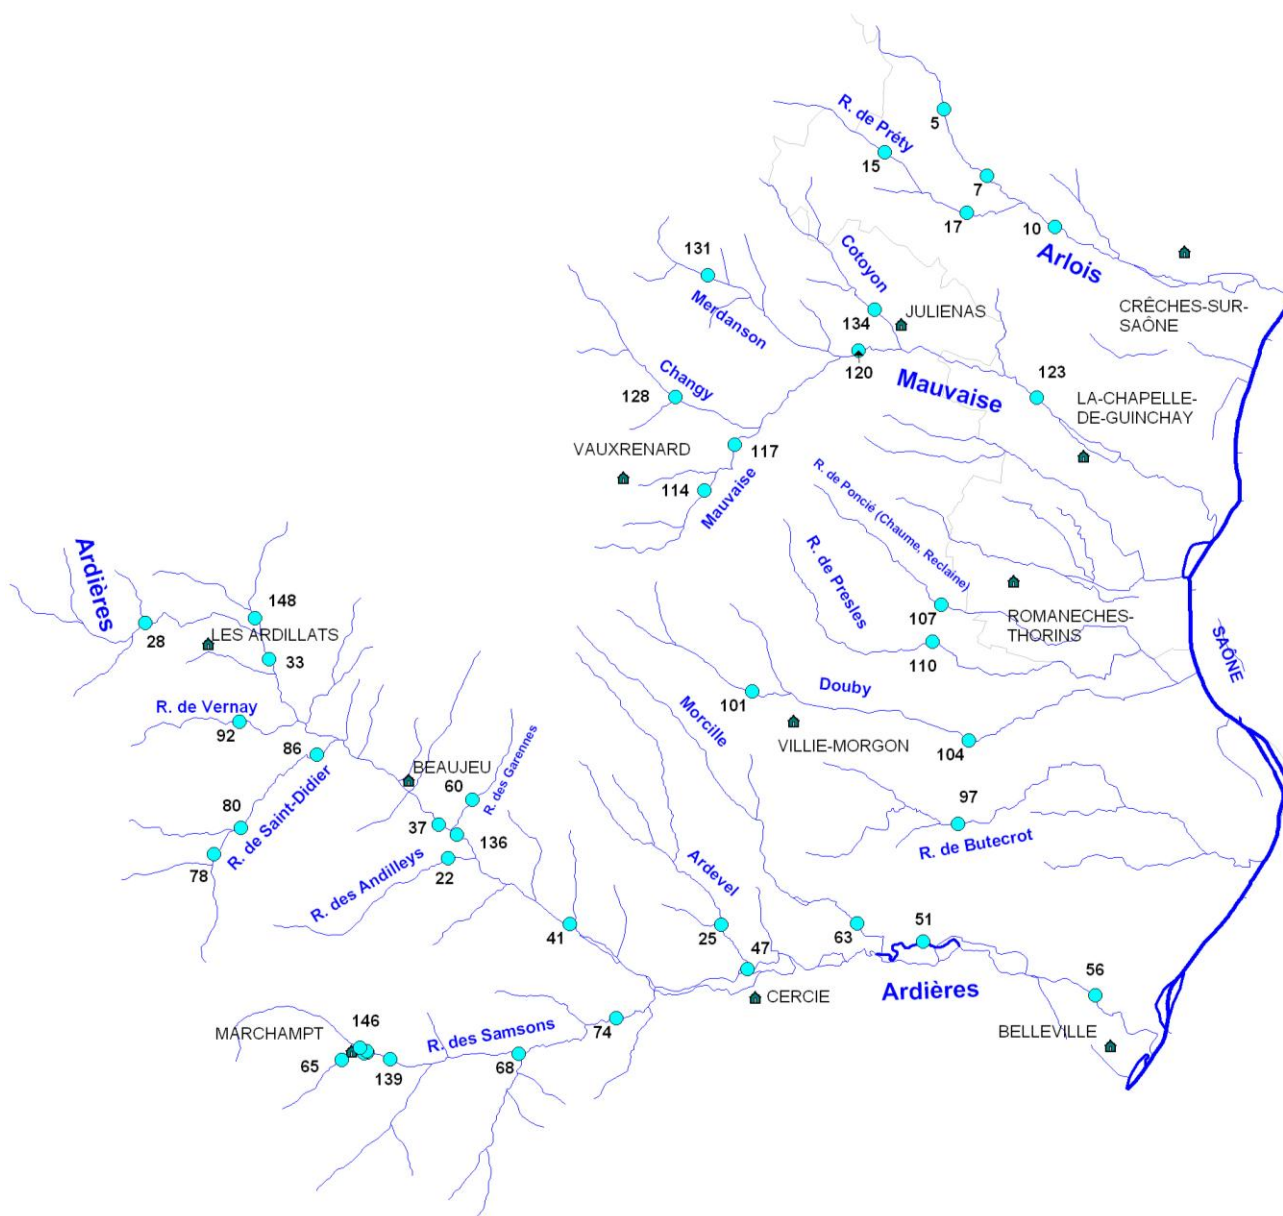 5
R. de Préty
15
7
17
10
Arlois
131
Cotoyon
CRÊCHES-SUR-
SAÔNE
Merdanson
134
JULIENAS
120
Mauvaise
123
Changy
128
LA-CHAPELLE-
DE-GUINCHAY
VAUXRENARD
117
114
Mauvaise
R. de Poncié (Chaume, Reclaine)
R. de Presles
Ardières
148
28
LES ARDILLATS
33
107
ROMANECHES-
THORINS
110
SAÔNE
R. de Vernay
92
86
101
Douby
Morcille
VILLIE-MORGON
104
BEAUJEU
60
R. des Garennes
80
R. de Saint-Didier
37
136
97
R. de Butecrot
78
R. des Andilleys
22
Ardevel
41
25
47
63
51
56
CERCIE
Ardières
BELLEVILLE
MARCHAMPT
146
R. des Samsons
74
65
139
68